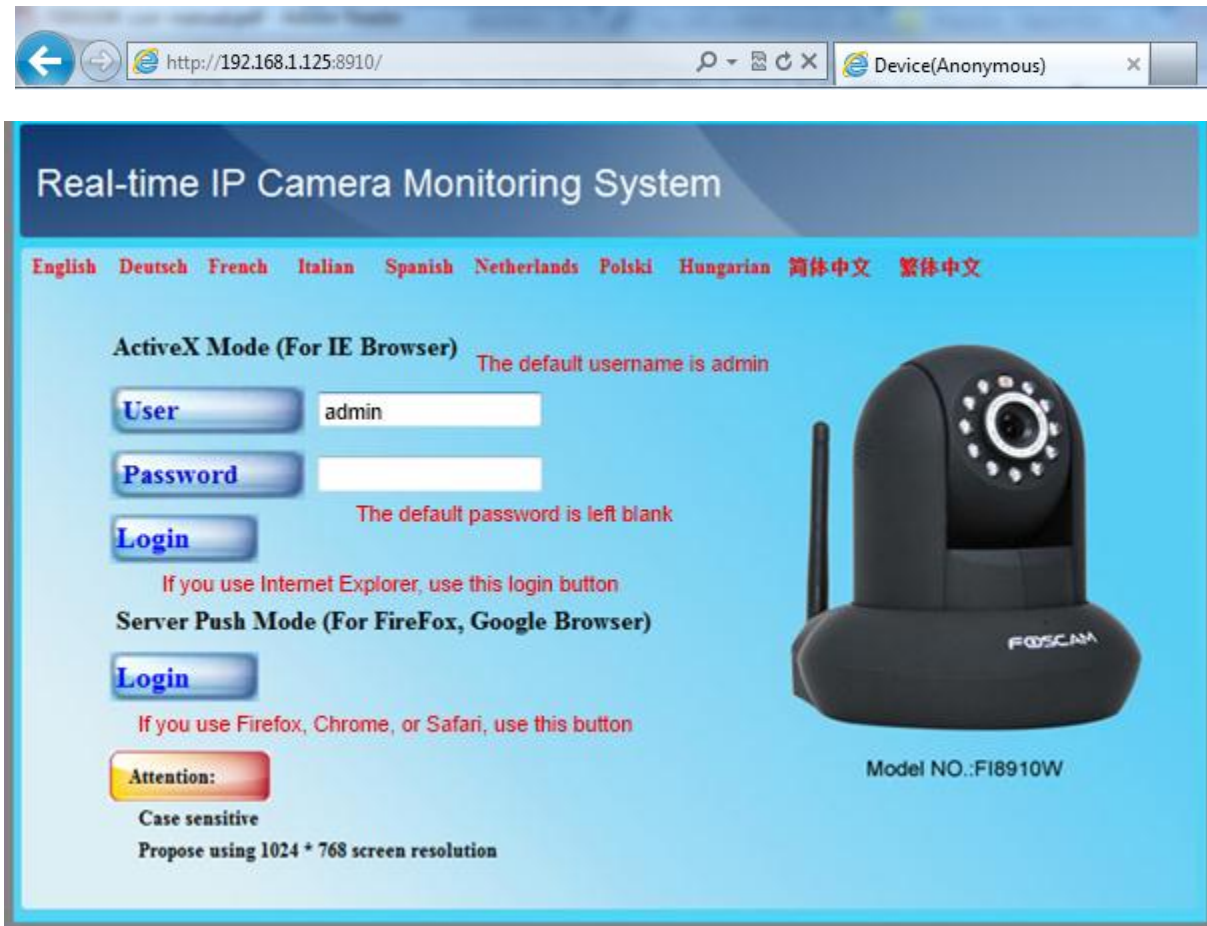 http://192.168.1.125:8910/
Device(Anonymous)
Real-time IP Camera Monitoring System
English Deutsch French Italian Spanish Netherlands Polski Hungarian 简体中文 繁体中文
ActiveX Mode (For IE Browser)
The default username is admin
User
admin
Password
The default password is left blank
Login
If you use Internet Explorer, use this login button
Server Push Mode (For FireFox, Google Browser)
Login
If you use Firefox, Chrome, or Safari, use this button
Attention:
Case sensitive
Propose using 1024 * 768 screen resolution
FOSCAM
Model NO.:FI8910W